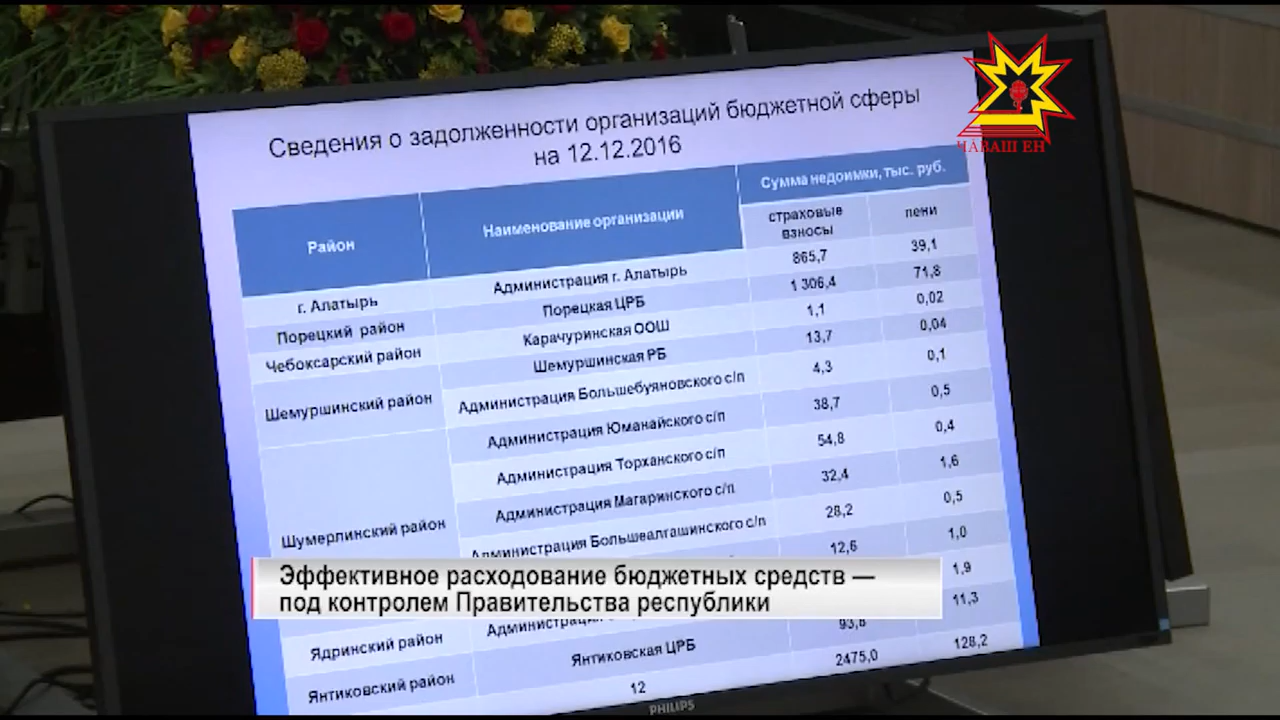 ЧӐВАШ ЕН
Сведения о задолженности организаций бюджетной сферы
на 12.12.2016
Район Наименование организации Сумма недоимки, тыс. руб.
страховые взносы пени
г. Алатырь Администрация г. Алатырь 865,7 39,1
Порецкий район Порецкая ЦРБ 1 306,4 71,8
Чебоксарский район Карачуринская ООШ 1,1 0,02
Шемуршинский район Шемуршинская РБ 13,7 0,04
Администрация Большебуяновского с/п 4,3 0,1
Шумерлинский район Администрация Юманайского с/п 38,7 0,5
Администрация Торханского с/п 54,8 0,4
Администрация Магаринского с/п 32,4 1,6
Администрация Большеалгашинского с/п 28,2 0,5
12,6 1,0
1,9
Ядринский район 11,3
Янтиковский район Янтиковская ЦРБ 93,8
12 2475,0 128,2
Эффективное расходование бюджетных средств —
под контролем Правительства республики
PHILIPS